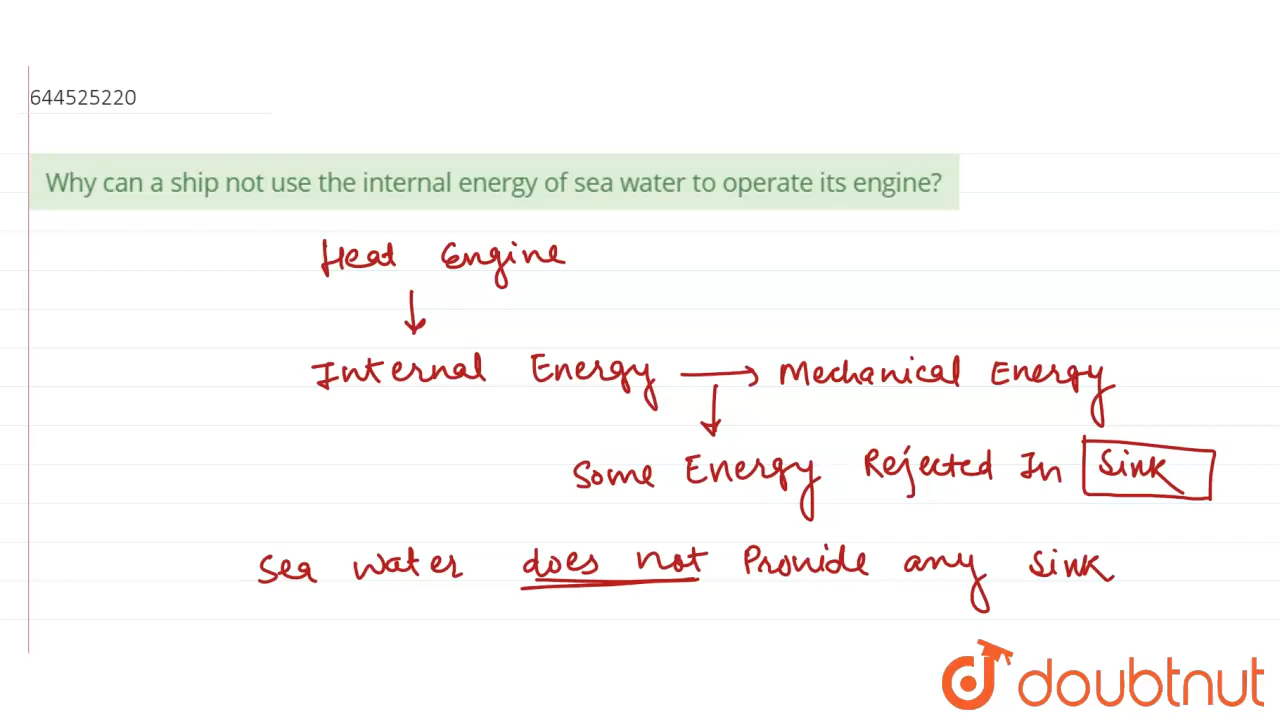 644525220
Why can a ship not use the internal energy of sea water to operate its engine?
Heat Engine
↓
Internal Energy → Mechanical Energy
↓
Some Energy Rejected In Sink
Sea water does not Provide any Sink
doubtnut